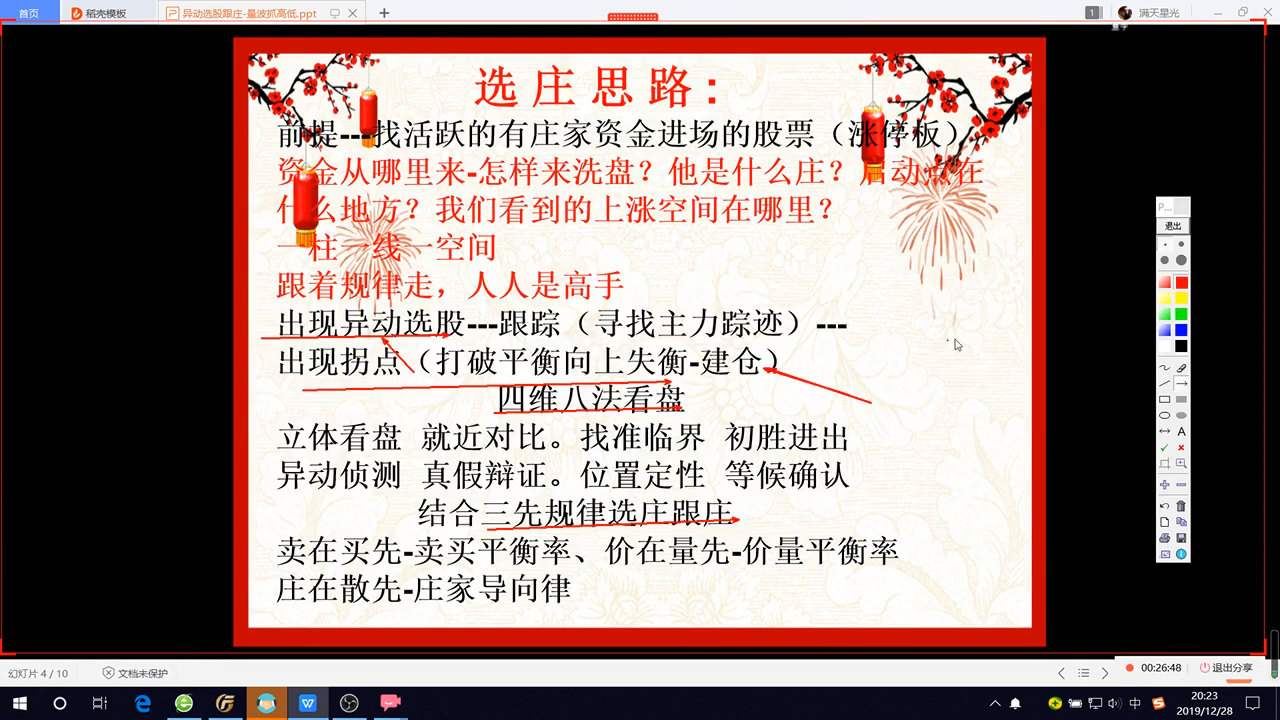 首页
稻壳模板
异动选股跟庄-量波抓高低.ppt
1
满天星光
选庄思路：
前提---找活跃的有庄家资金进场的股票（涨停板）
资金从哪里来-怎样来洗盘？他是什么庄？启动点在
什么地方？我们看到的上涨空间在哪里？
一柱一线一空间
跟着规律走，人人是高手
出现异动选股---跟踪（寻找主力踪迹）---
出现拐点（打破平衡向上失衡-建仓）
四维八法看盘
立体看盘 就近对比。找准临界 初胜进出
异动侦测 真假辩证。位置定性 等候确认
结合三先规律选庄跟庄
卖在买先-卖买平衡率、价在量先-价量平衡率
庄在散先-庄家导向律
P...
退出
A
幻灯片 4 / 10
文档未保护
00:26:48
退出分享
中
20:23
2019/12/28